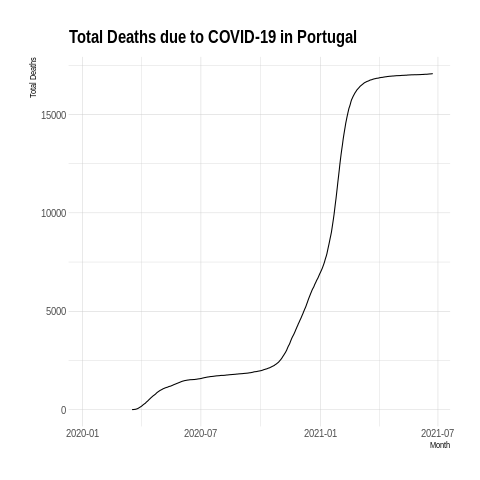 Total Deaths due to COVID-19 in Portugal
Total Deaths
15000
10000
5000
0
2020-01 2020-07 2021-01 2021-07
Month